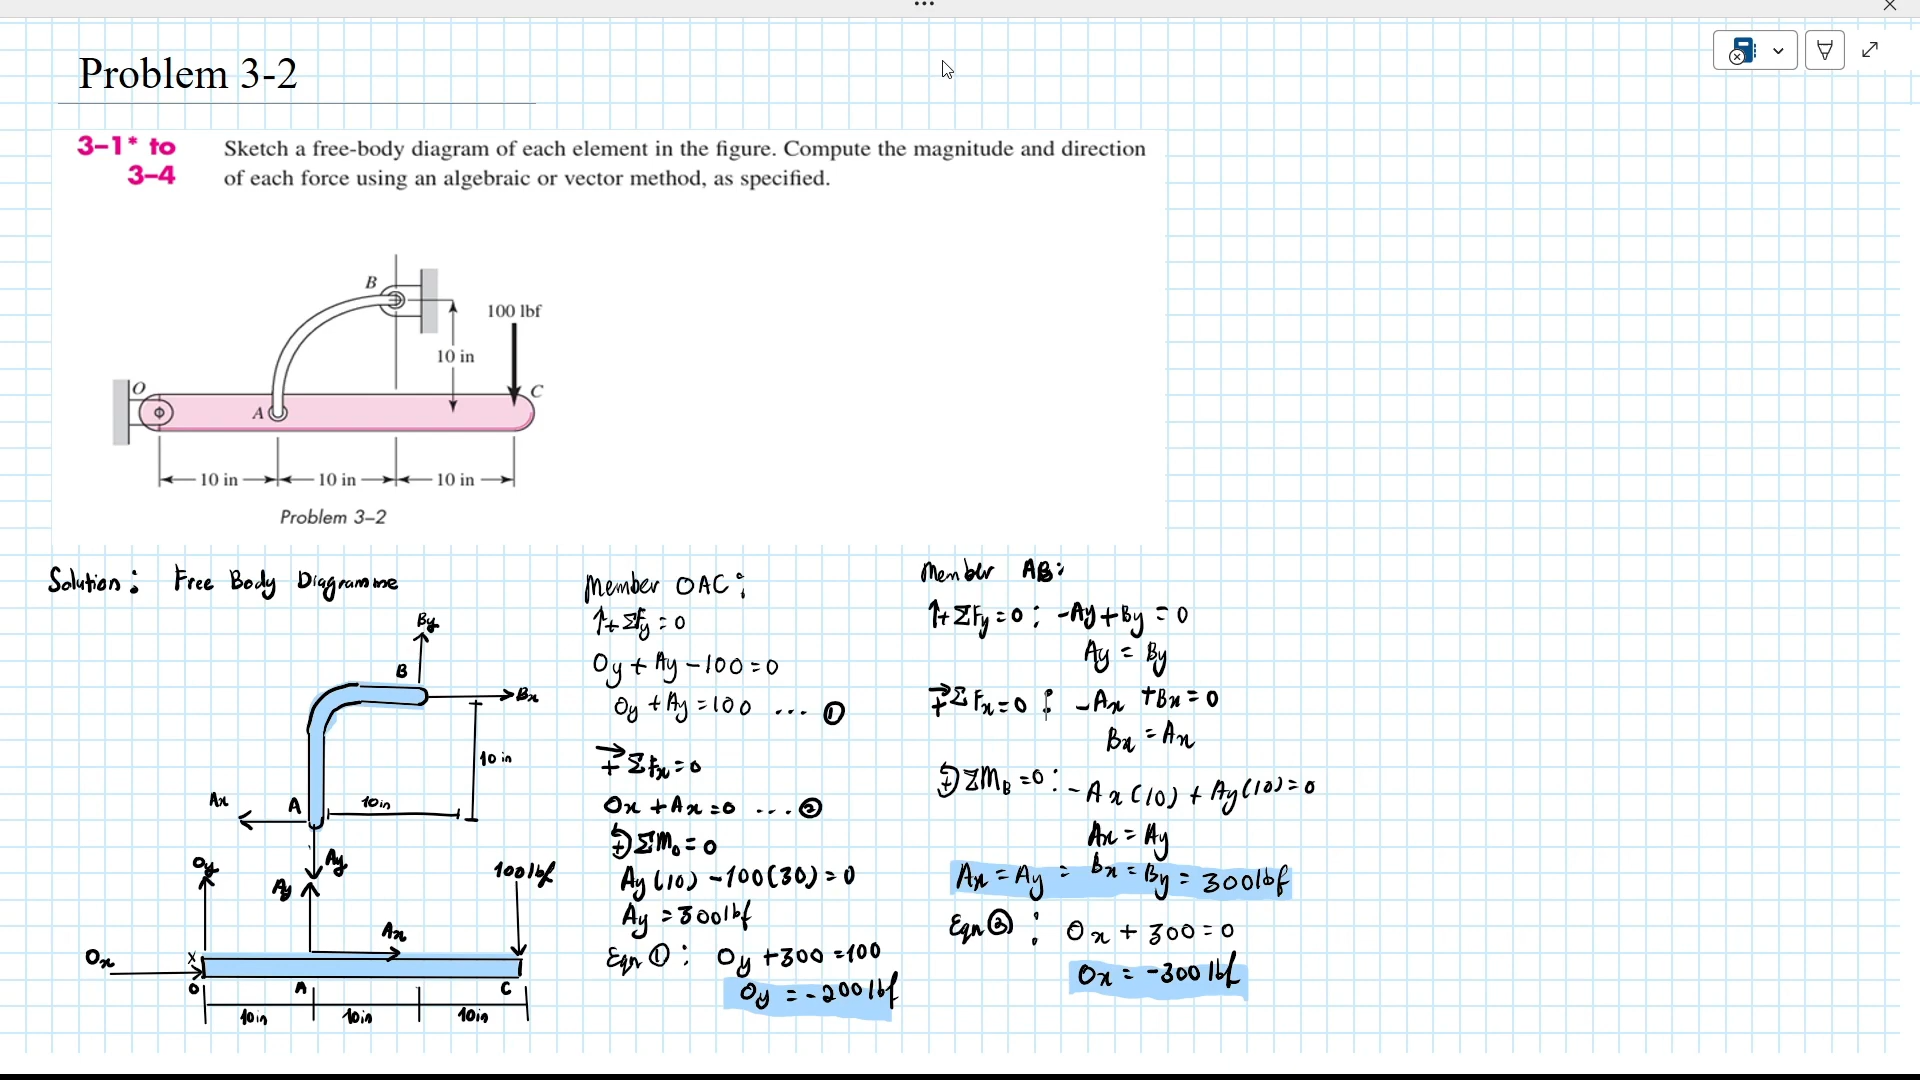 Problem 3-2
3–1* to
3–4
Sketch a free-body diagram of each element in the figure. Compute the magnitude and direction
of each force using an algebraic or vector method, as specified.
B
100 lbf
10 in
O
A
C
10 in
10 in
10 in
Problem 3–2
Solution: Free Body Diagramme
By
B
Bx
10 in
Ax
A
10in
Ay
Oy
Ay
100lbf
Ax
Ox
x
O
A
C
10in
10in
10in
Member OAC:
↑+ ΣFy = 0
Oy + Ay - 100 = 0
Oy + Ay = 100 ... ①
→+ ΣFx = 0
Ox + Ax = 0 ... ②
↺+ ΣMo = 0
Ay (10) - 100(30) = 0
Ay = 300lbf
Eqn ①: Oy + 300 = 100
Oy = -200lbf
Member AB:
↑+ ΣFy = 0: -Ay + By = 0
Ay = By
→+ ΣFx = 0: -Ax + Bx = 0
Bx = Ax
↺+ ΣMB = 0: -Ax(10) + Ay(10) = 0
Ax = Ay
Ax = Ay = Bx = By = 300lbf
Eqn ②: Ox + 300 = 0
Ox = -300 lbf